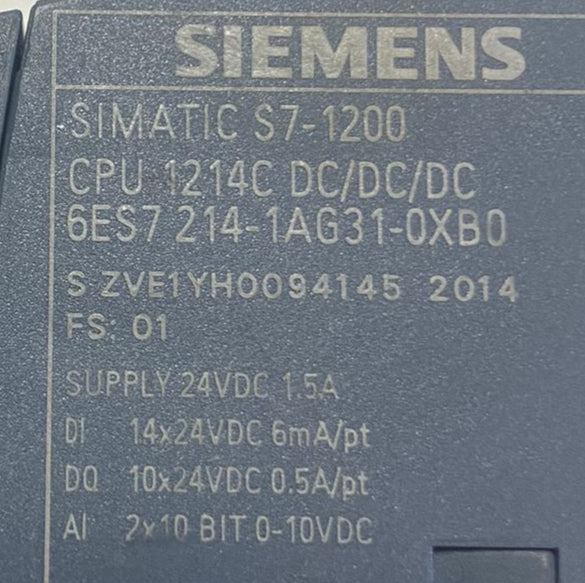 SIEMENS
SIMATIC S7-1200
CPU 1214C DC/DC/DC
6ES7 214-1AG31-0XB0
S ZVE1YH0094145 2014
FS: 01
SUPPLY 24VDC 1.5A
DI 14x24VDC 6mA/pt
DQ 10x24VDC 0.5A/pt
AI 2x10 BIT 0-10VDC